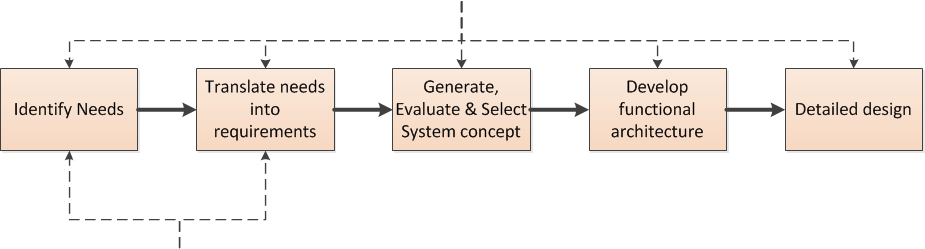 Identify Needs
Translate needs
into
requirements
Generate,
Evaluate & Select
System concept
Develop
functional
architecture
Detailed design